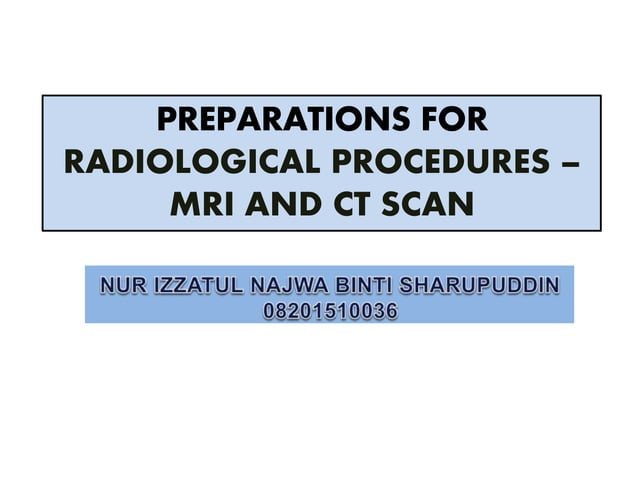 PREPARATIONS FOR
RADIOLOGICAL PROCEDURES –
MRI AND CT SCAN
NUR IZZATUL NAJWA BINTI SHARUPUDDIN
08201510036